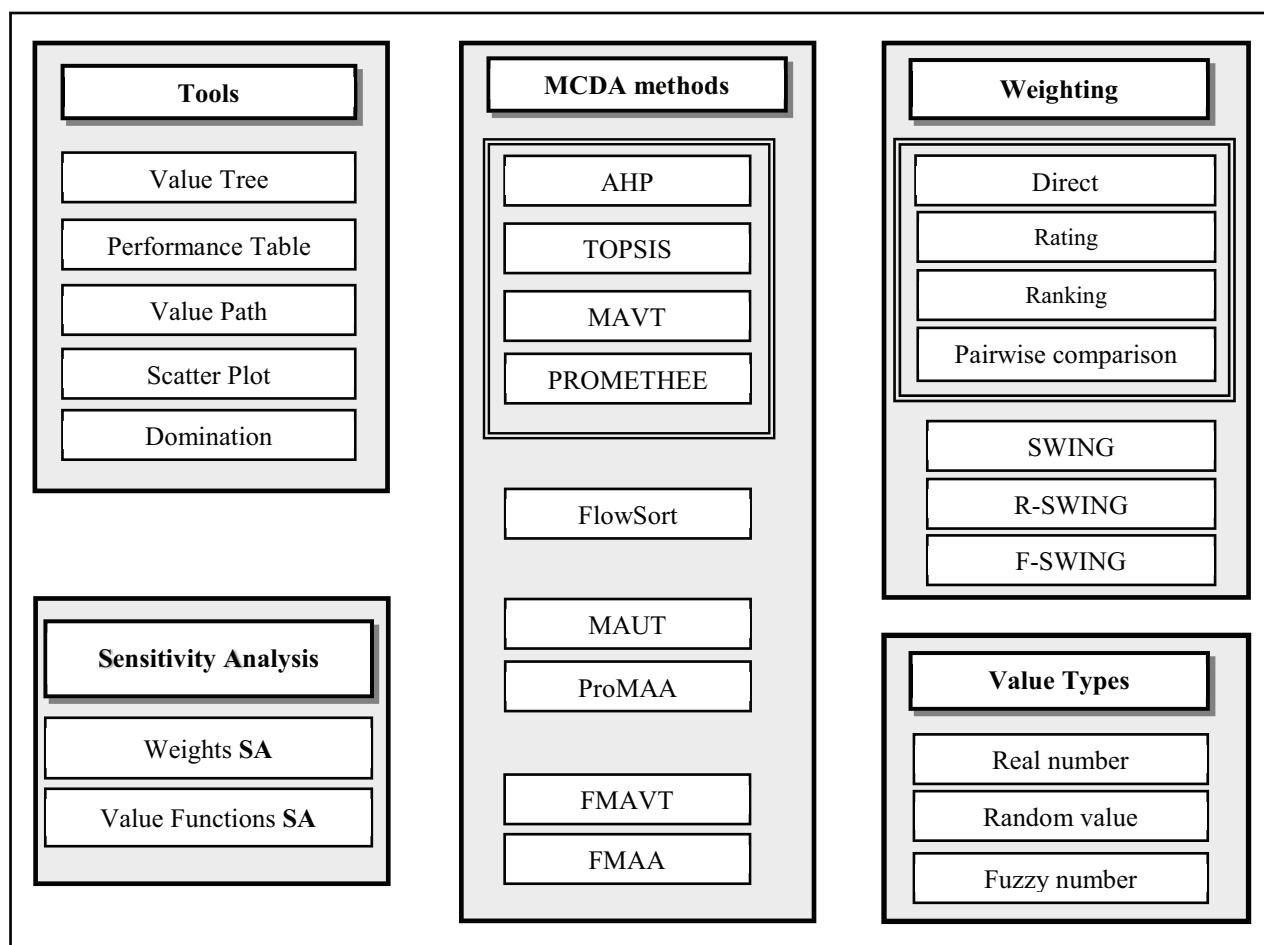 Tools
Value Tree
Performance Table
Value Path
Scatter Plot
Domination
Sensitivity Analysis
Weights SA
Value Functions SA
MCDA methods
AHP
TOPSIS
MAVT
PROMETHEE
FlowSort
MAUT
ProMAA
FMAVT
FMAA
Weighting
Direct
Rating
Ranking
Pairwise comparison
SWING
R-SWING
F-SWING
Value Types
Real number
Random value
Fuzzy number